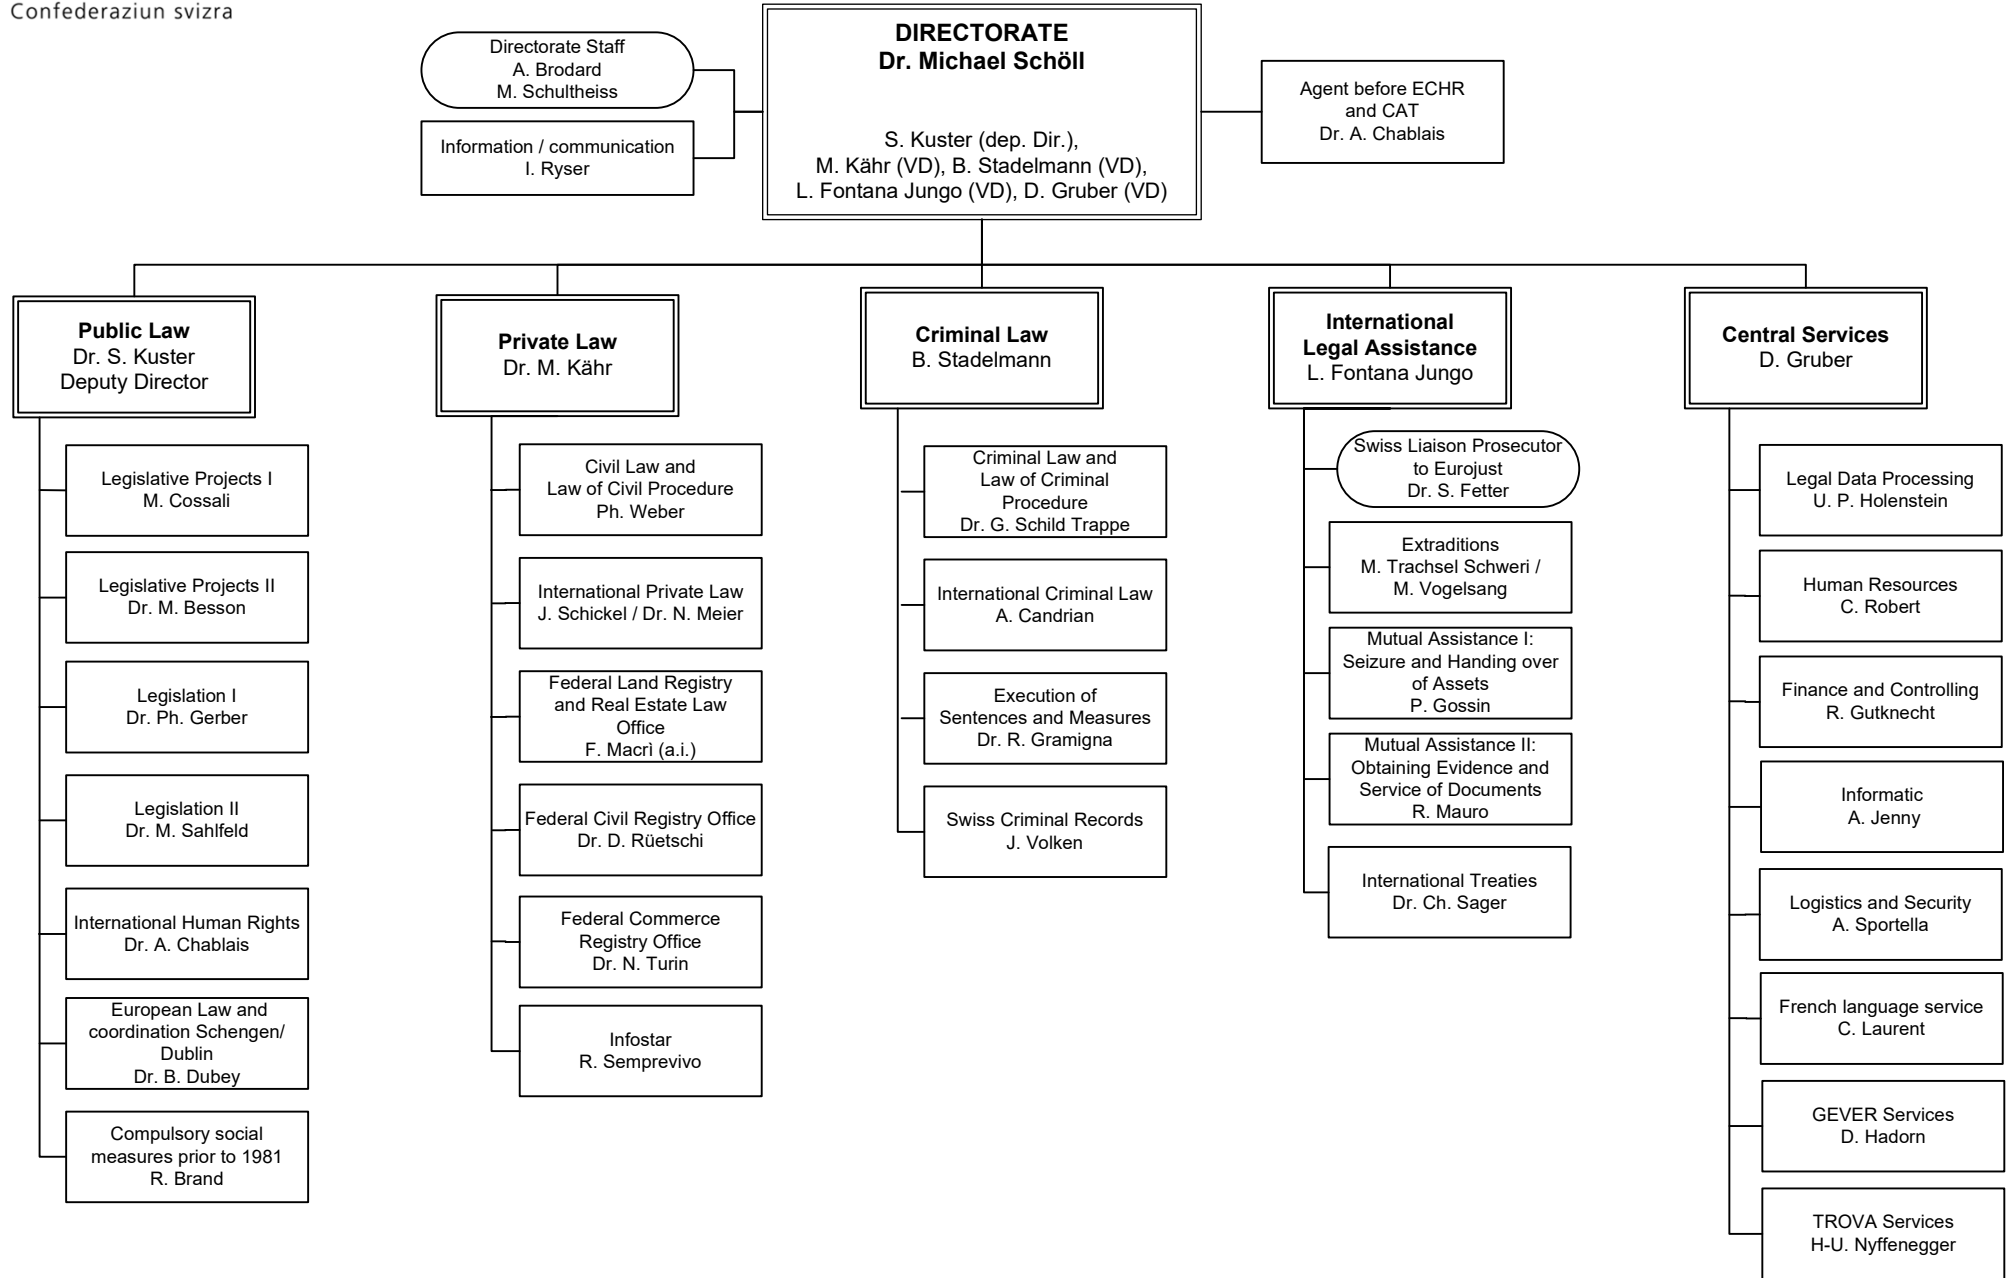 Confederaziun svizra
Directorate Staff
A. Brodard
M. Schultheiss
Information / communication
I. Ryser
DIRECTORATE
Dr. Michael Schöll
S. Kuster (dep. Dir.),
M. Kähr (VD), B. Stadelmann (VD),
L. Fontana Jungo (VD), D. Gruber (VD)
Agent before ECHR
and CAT
Dr. A. Chablais
Public Law
Dr. S. Kuster
Deputy Director
Legislative Projects I
M. Cossali
Legislative Projects II
Dr. M. Besson
Legislation I
Dr. Ph. Gerber
Legislation II
Dr. M. Sahlfeld
International Human Rights
Dr. A. Chablais
European Law and
coordination Schengen/
Dublin
Dr. B. Dubey
Compulsory social
measures prior to 1981
R. Brand
Private Law
Dr. M. Kähr
Civil Law and
Law of Civil Procedure
Ph. Weber
International Private Law
J. Schickel / Dr. N. Meier
Federal Land Registry
and Real Estate Law
Office
F. Macrì (a.i.)
Federal Civil Registry Office
Dr. D. Rüetschi
Federal Commerce
Registry Office
Dr. N. Turin
Infostar
R. Semprevivo
Criminal Law
B. Stadelmann
Criminal Law and
Law of Criminal
Procedure
Dr. G. Schild Trappe
International Criminal Law
A. Candrian
Execution of
Sentences and Measures
Dr. R. Gramigna
Swiss Criminal Records
J. Volken
International
Legal Assistance
L. Fontana Jungo
Swiss Liaison Prosecutor
to Eurojust
Dr. S. Fetter
Extraditions
M. Trachsel Schweri /
M. Vogelsang
Mutual Assistance I:
Seizure and Handing over
of Assets
P. Gossin
Mutual Assistance II:
Obtaining Evidence and
Service of Documents
R. Mauro
International Treaties
Dr. Ch. Sager
Central Services
D. Gruber
Legal Data Processing
U. P. Holenstein
Human Resources
C. Robert
Finance and Controlling
R. Gutknecht
Informatic
A. Jenny
Logistics and Security
A. Sportella
French language service
C. Laurent
GEVER Services
D. Hadorn
TROVA Services
H-U. Nyffenegger